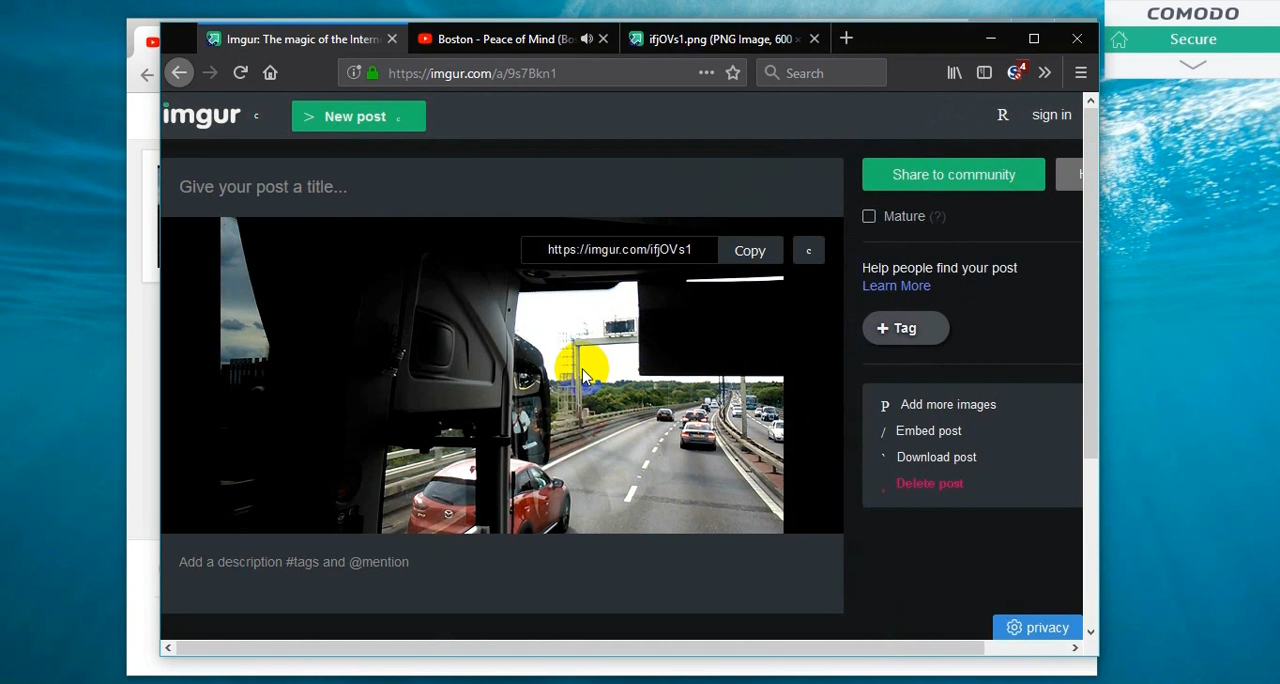 COMODO
Secure
Imgur: The magic of the Intern
Boston - Peace of Mind (Bo
ifjOVs1.png (PNG Image, 600 ×
https://imgur.com/a/9s7Bkn1
Search
4
imgur
c
> New post
c
R
sign in
Give your post a title...
Share to community
Mature (?)
https://imgur.com/ifjOVs1
Copy
c
Help people find your post
Learn More
+ Tag
P Add more images
/ Embed post
` Download post
, Delete post
Add a description #tags and @mention
privacy